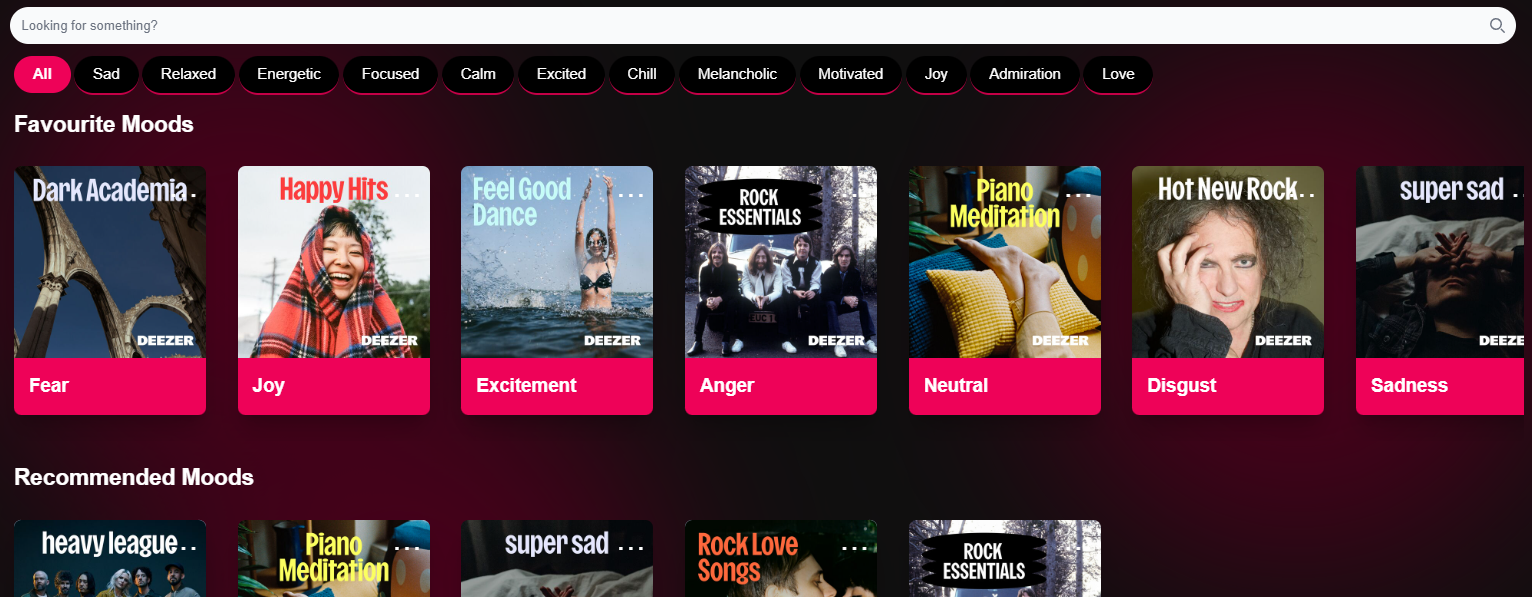 Looking for something?
All Sad Relaxed Energetic Focused Calm Excited Chill Melancholic Motivated Joy Admiration Love
Favourite Moods
Dark Academia
DEEZER
Happy Hits
DEEZER
Feel Good
Dance
DEEZER
ROCK
ESSENTIALS
DEEZER
Piano
Meditation
DEEZER
Hot New Rock
DEEZER
super sad
DEEZE
Fear
Joy
Excitement
Anger
Neutral
Disgust
Sadness
Recommended Moods
heavy league
Piano
Meditation
super sad
Rock Love
Songs
ROCK
ESSENTIALS